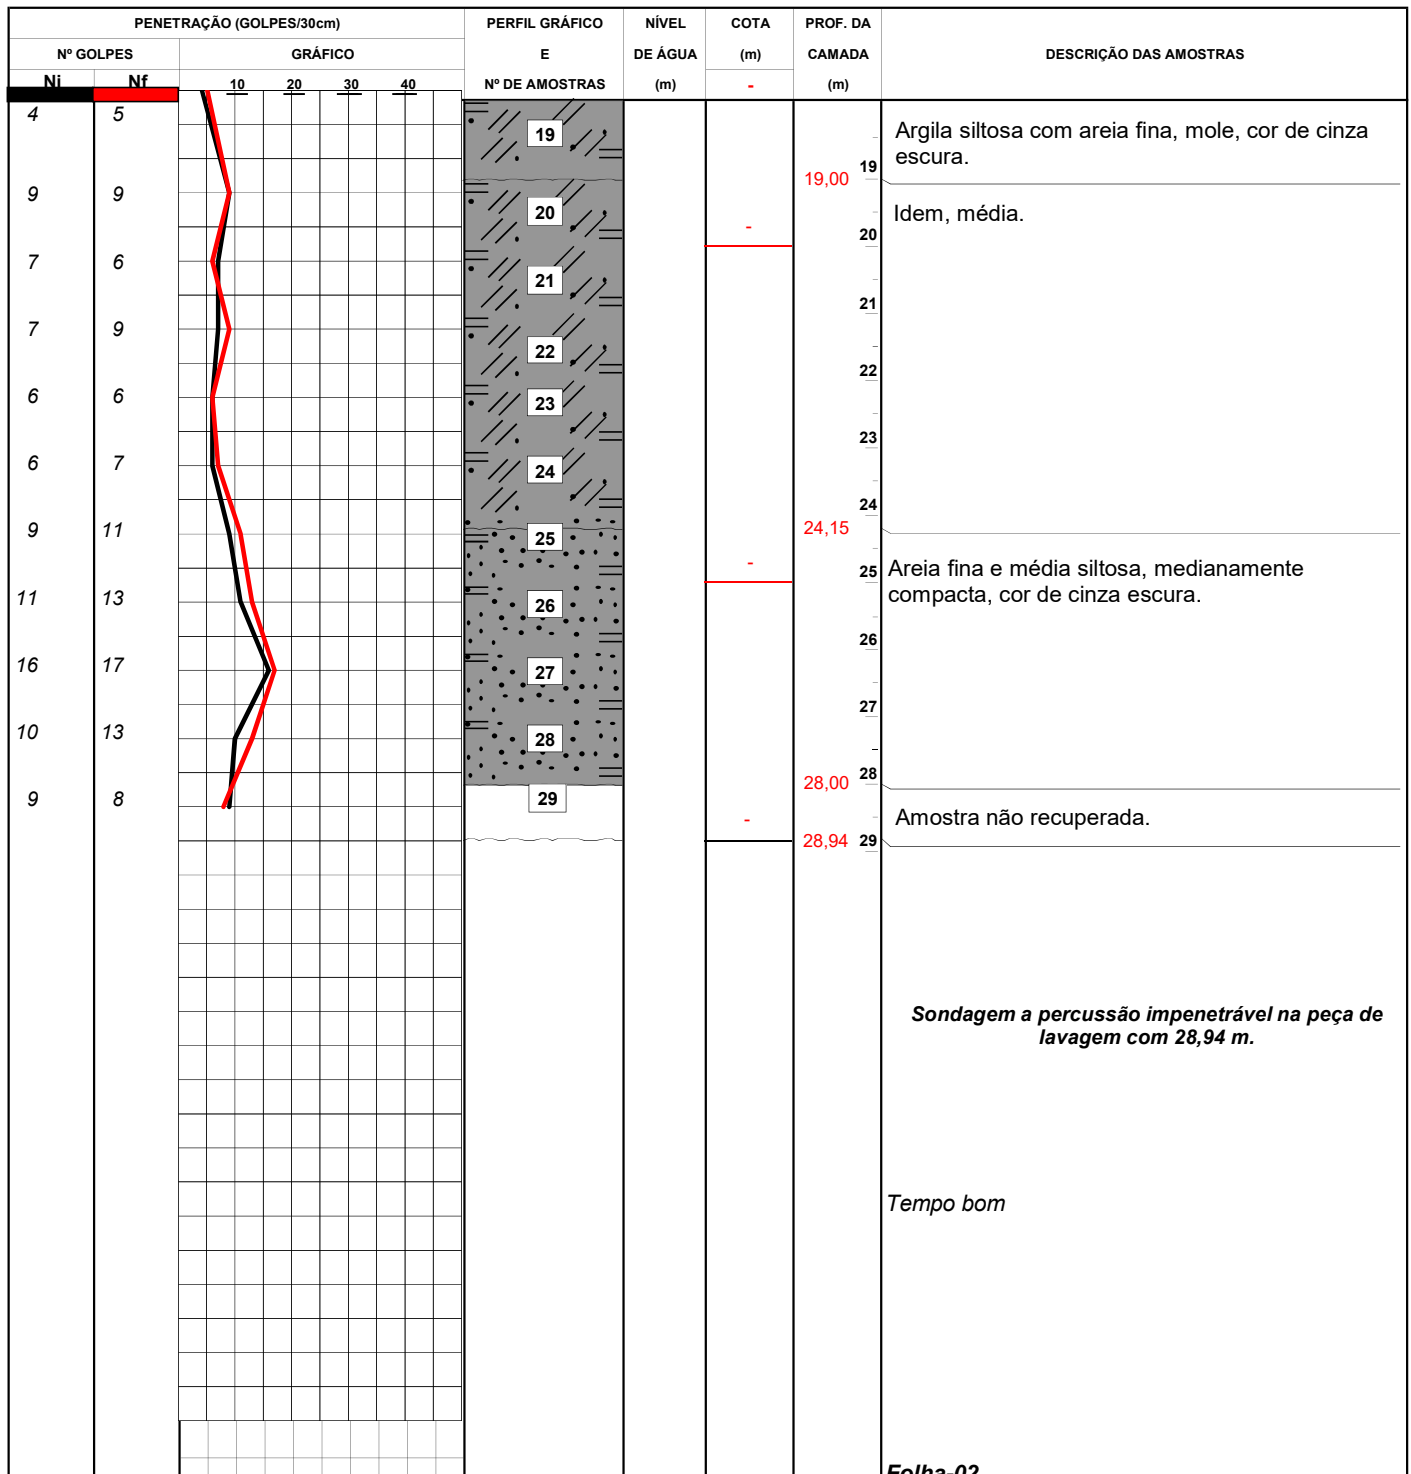 PENETRAÇÃO (GOLPES/30cm) PERFIL GRÁFICO NÍVEL COTA PROF. DA
Nº GOLPES GRÁFICO E DE ÁGUA (m) CAMADA DESCRIÇÃO DAS AMOSTRAS
Ni Nf 10 20 30 40 Nº DE AMOSTRAS (m) - (m)
4 5 19 Argila siltosa com areia fina, mole, cor de cinza
escura.
19
19,00
9 9 20 Idem, média.
- 20
7 6 21
21
7 9 22
22
6 6 23
23
6 7 24
24
9 11 25 24,15
- 25 Areia fina e média siltosa, medianamente
compacta, cor de cinza escura.
11 13 26
26
16 17 27
27
10 13 28
28,00 28
9 8 29
- Amostra não recuperada.
28,94 29
Sondagem a percussão impenetrável na peça de
lavagem com 28,94 m.
Tempo bom
Folha-02